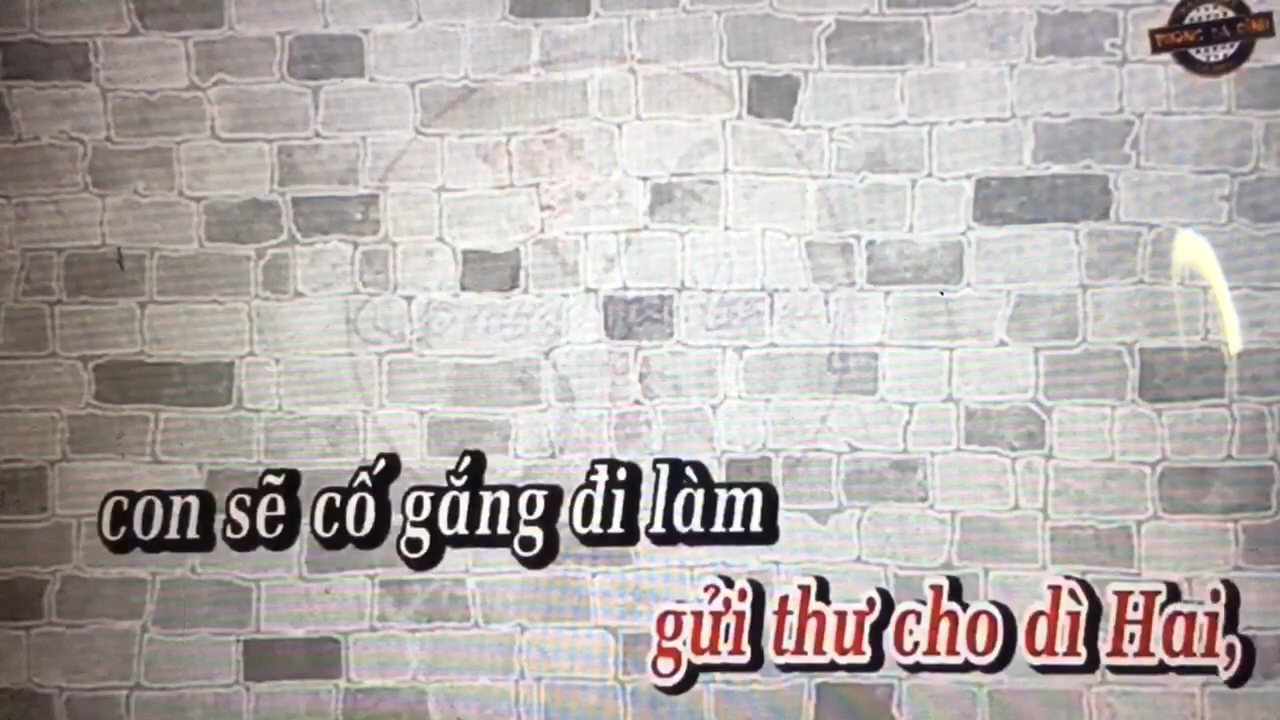 con sẽ cố gắng đi làm
gửi thư cho dì Hai,